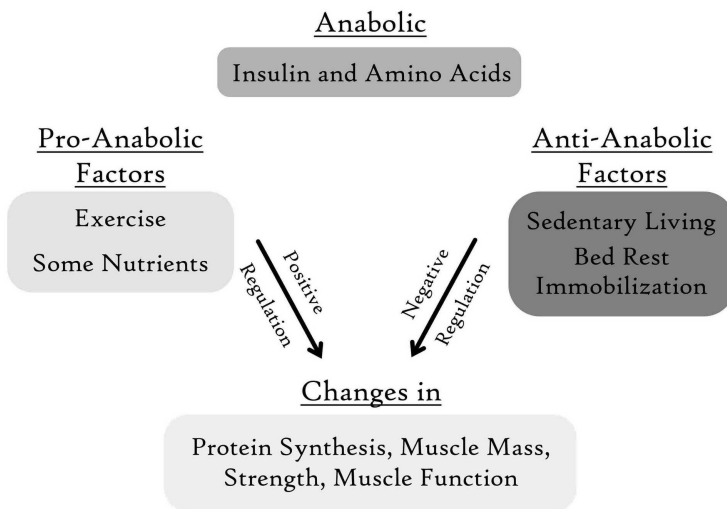 Anabolic
Insulin and Amino Acids
Pro-Anabolic
Factors
Exercise
Some Nutrients
Anti-Anabolic
Factors
Sedentary Living
Bed Rest
Immobilization
Positive
Regulation
Negative
Regulation
Changes in
Protein Synthesis, Muscle Mass,
Strength, Muscle Function